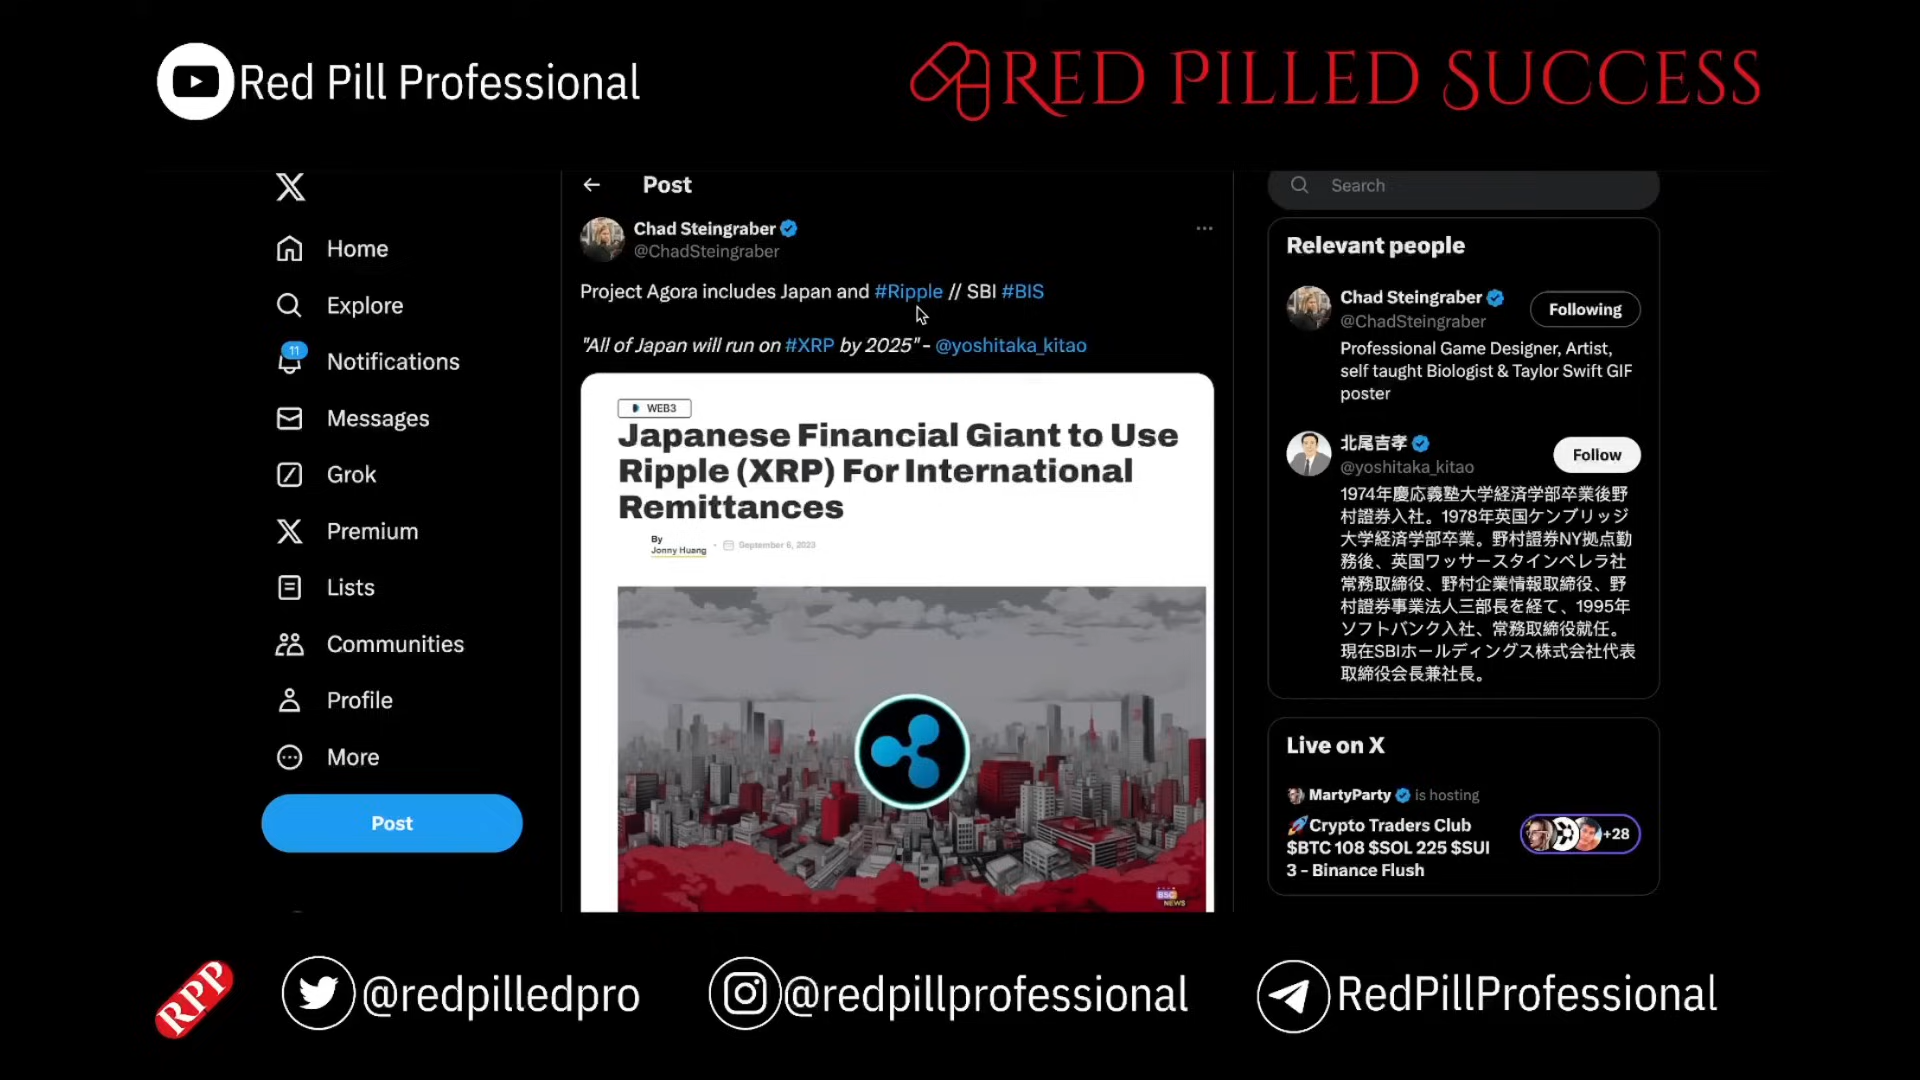 Red Pill Professional
RED PILLED SUCCESS
X
Home
Explore
11
Notifications
Messages
Grok
Premium
Lists
Communities
Profile
More
Post
Post
Chad Steingraber
@ChadSteingraber
Project Agora includes Japan and #Ripple // SBI #BIS
"All of Japan will run on #XRP by 2025" - @yoshitaka_kitao
WEB3
Japanese Financial Giant to Use
Ripple (XRP) For International
Remittances
By
Jonny Huang
September 6, 2023
BSC
NEWS
Search
Relevant people
Chad Steingraber
@ChadSteingraber
Following
Professional Game Designer, Artist,
self taught Biologist & Taylor Swift GIF
poster
北尾吉孝
@yoshitaka_kitao
Follow
1974年慶応義塾大学経済学部卒業後野
村證券入社。1978年英国ケンブリッジ
大学経済学部卒業。野村證券NY拠点勤
務後、英国ワッサースタインペレラ社
常務取締役、野村企業情報取締役、野
村證券事業法人三部長を経て、1995年
ソフトバンク入社、常務取締役就任。
現在SBIホールディングス株式会社代表
取締役会長兼社長。
Live on X
MartyParty is hosting
🚀Crypto Traders Club
$BTC 108 $SOL 225 $SUI
3 - Binance Flush
+28
RPP
@redpilledpro
@redpillprofessional
RedPillProfessional